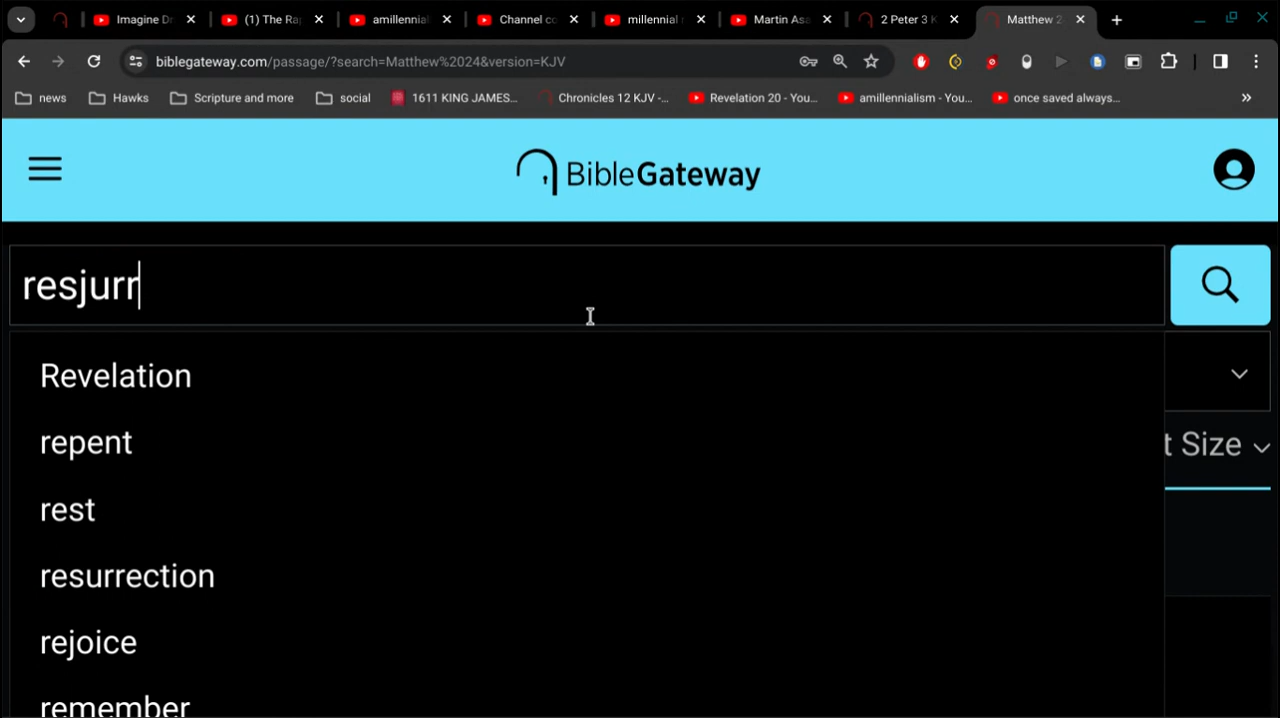 Imagine Dr
(1) The Rap
amillennial
Channel co
millennial
Martin Asa
2 Peter 3 K
Matthew 2
biblegateway.com/passage/?search=Matthew%2024&version=KJV
news
Hawks
Scripture and more
social
1611 KING JAMES...
Chronicles 12 KJV -...
Revelation 20 - You...
amillennialism - You...
once saved always...
BibleGateway
resjurr
Revelation
repent
t Size
rest
resurrection
rejoice
remember